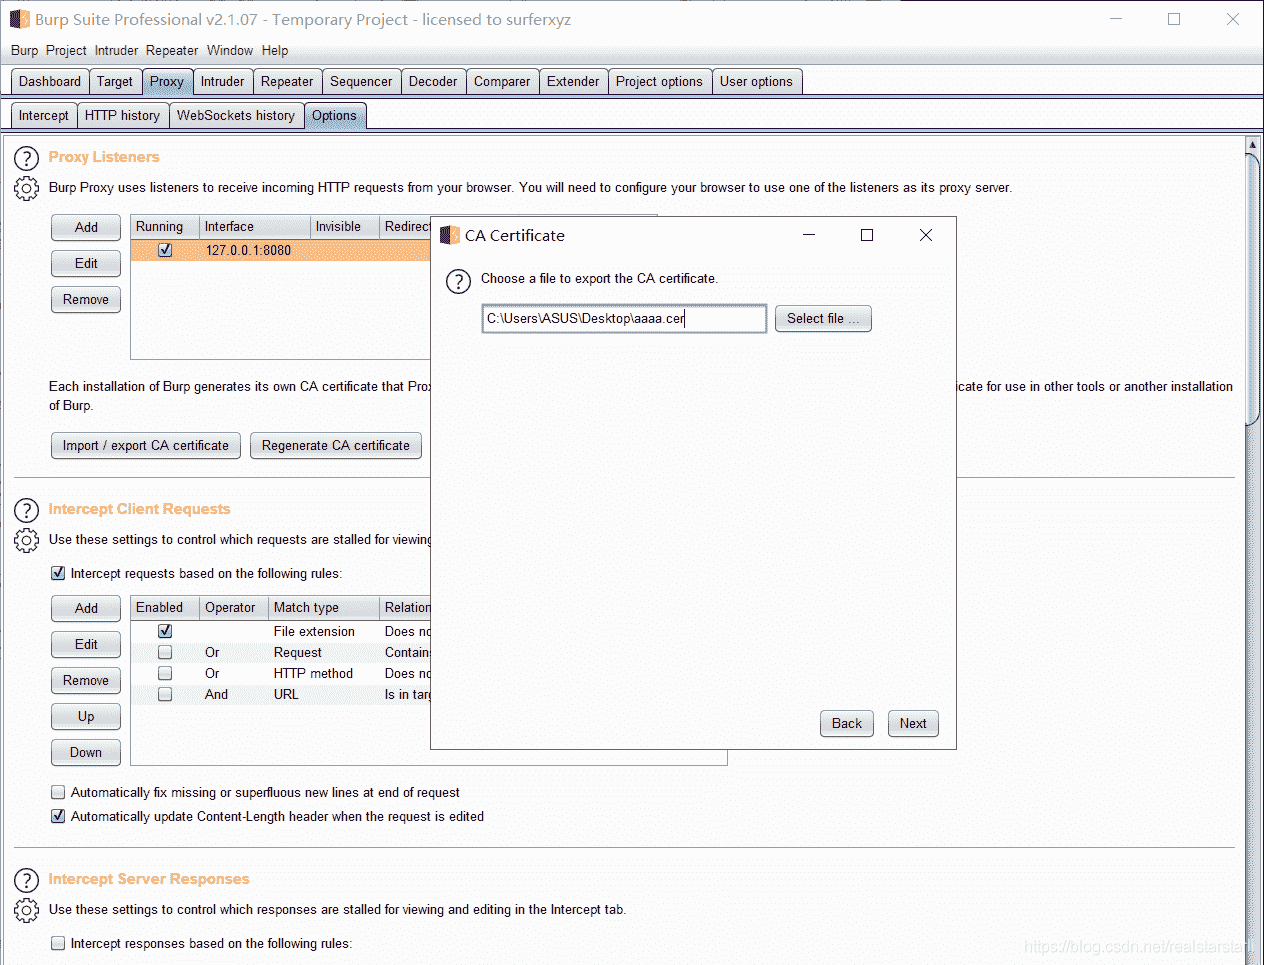 Burp Suite Professional v2.1.07 - Temporary Project - licensed to surferxyz
Burp Project Intruder Repeater Window Help
Dashboard Target Proxy Intruder Repeater Sequencer Decoder Comparer Extender Project options User options
Intercept HTTP history WebSockets history Options
? Proxy Listeners
Burp Proxy uses listeners to receive incoming HTTP requests from your browser. You will need to configure your browser to use one of the listeners as its proxy server.
Add
Edit
Remove
Running Interface Invisible Redirect
127.0.0.1:8080
Each installation of Burp generates its own CA certificate that Prox
icate for use in other tools or another installation
of Burp.
Import / export CA certificate Regenerate CA certificate
CA Certificate
? Choose a file to export the CA certificate.
C:\Users\ASUS\Desktop\aaaa.cer Select file ...
Back Next
? Intercept Client Requests
Use these settings to control which requests are stalled for viewing
Intercept requests based on the following rules:
Add
Edit
Remove
Up
Down
Enabled Operator Match type Relation
File extension Does no
Or Request Contains
Or HTTP method Does no
And URL Is in targ
Automatically fix missing or superfluous new lines at end of request
Automatically update Content-Length header when the request is edited
? Intercept Server Responses
Use these settings to control which responses are stalled for viewing and editing in the Intercept tab.
Intercept responses based on the following rules: